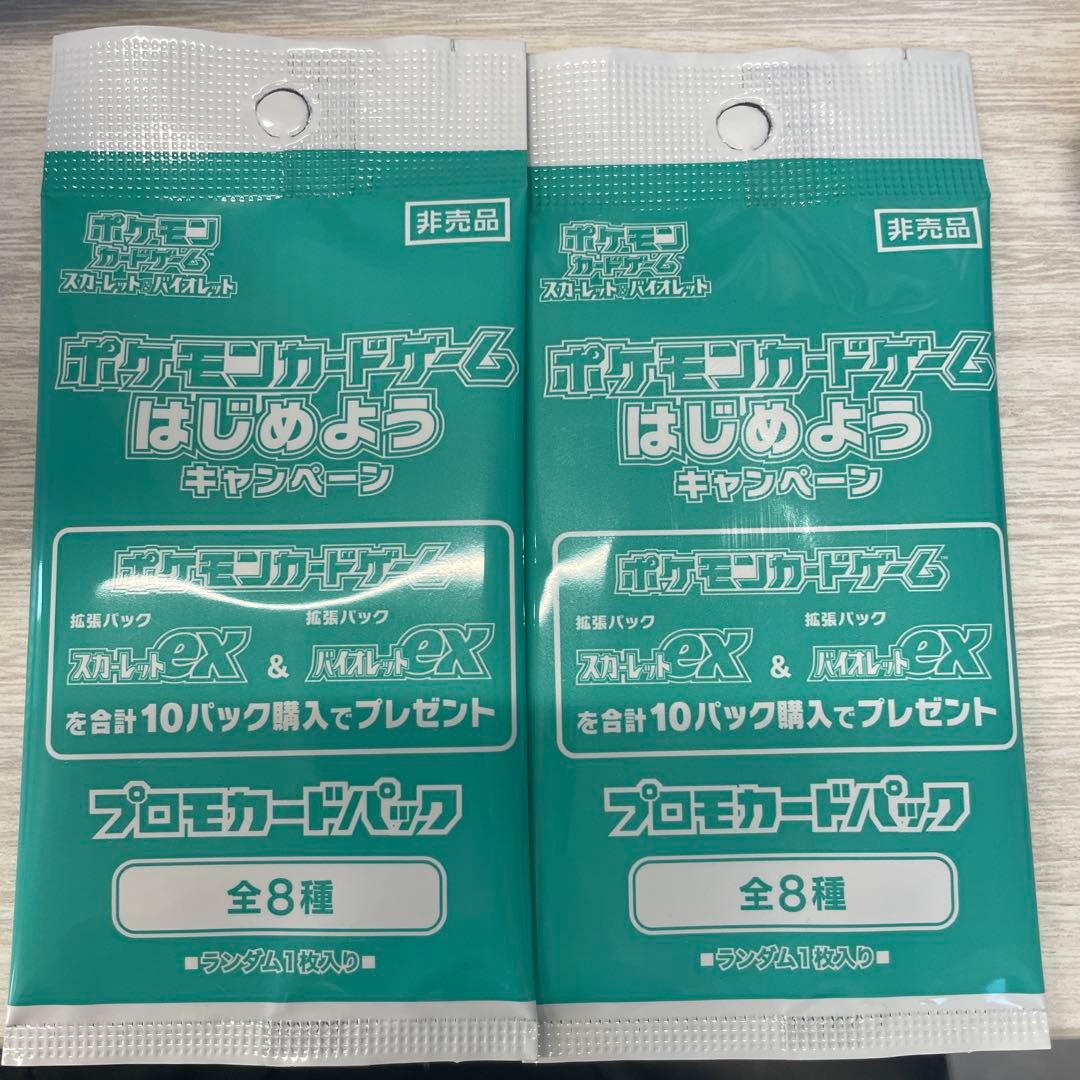 非売品
ポケモン
カードゲーム
スカーレット&バイオレット
ポケモンカードゲーム
はじめよう
キャンペーン
ポケモンカードゲーム
拡張パック
スカーレットex
&
拡張パック
バイオレットex
を合計10パック購入でプレゼント
プロモカードパック
全8種
■ランダム1枚入り■
非売品
ポケモン
カードゲーム
スカーレット&バイオレット
ポケモンカードゲーム
はじめよう
キャンペーン
ポケモンカードゲーム™
拡張パック
スカーレットex
&
拡張パック
バイオレットex
を合計10パック購入でプレゼント
プロモカードパック
全8種
■ランダム1枚入り■